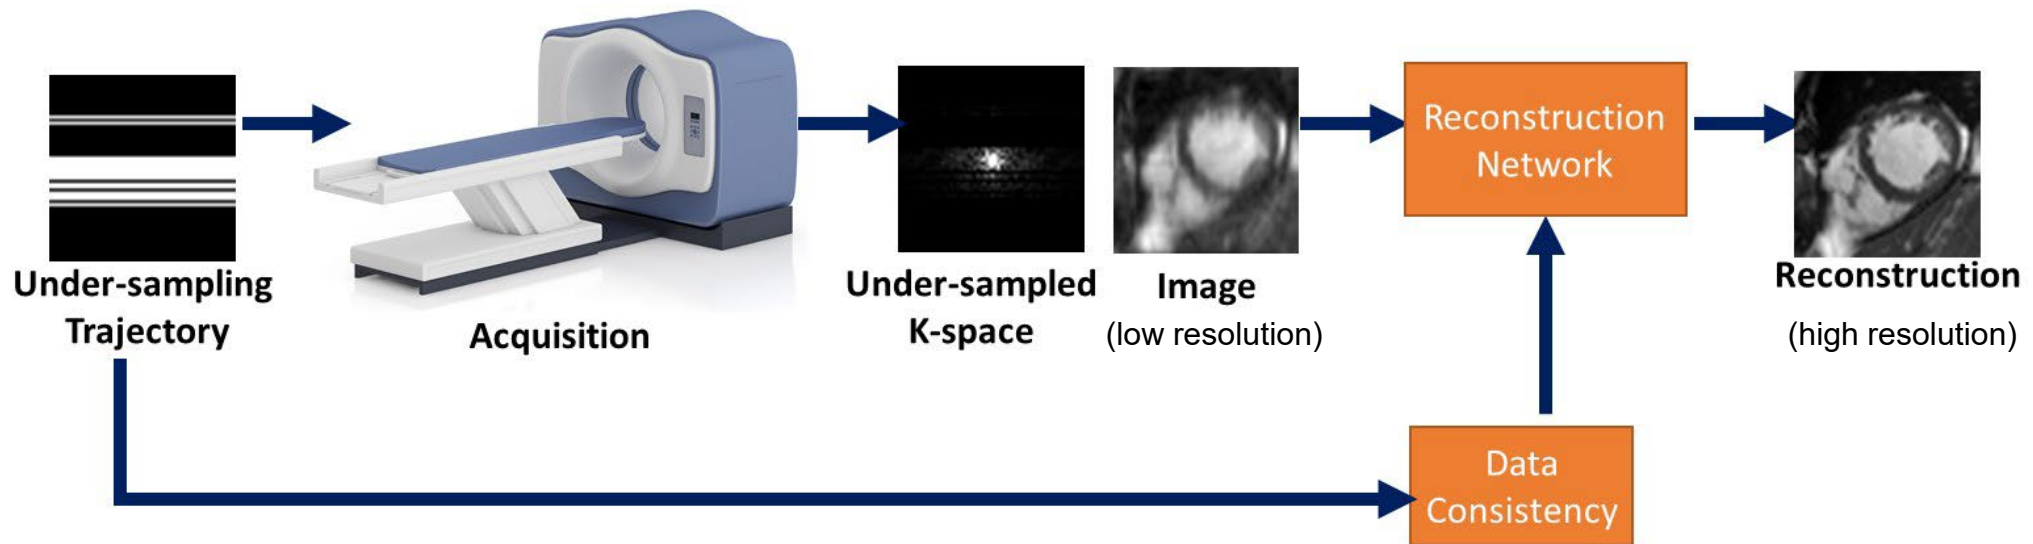 Under-sampling
Trajectory
Acquisition
Under-sampled
K-space
Image
(low resolution)
Reconstruction
Network
Reconstruction
(high resolution)
Data
Consistency